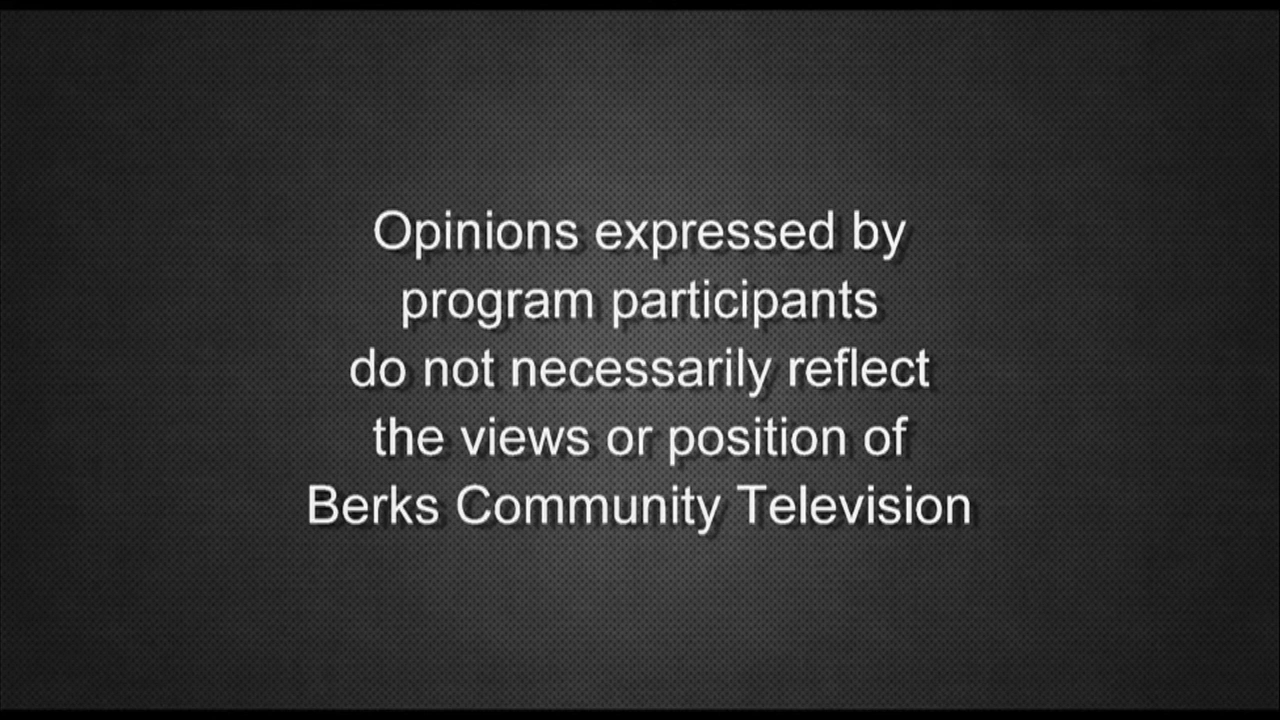 Opinions expressed by
program participants
do not necessarily reflect
the views or position of
Berks Community Television